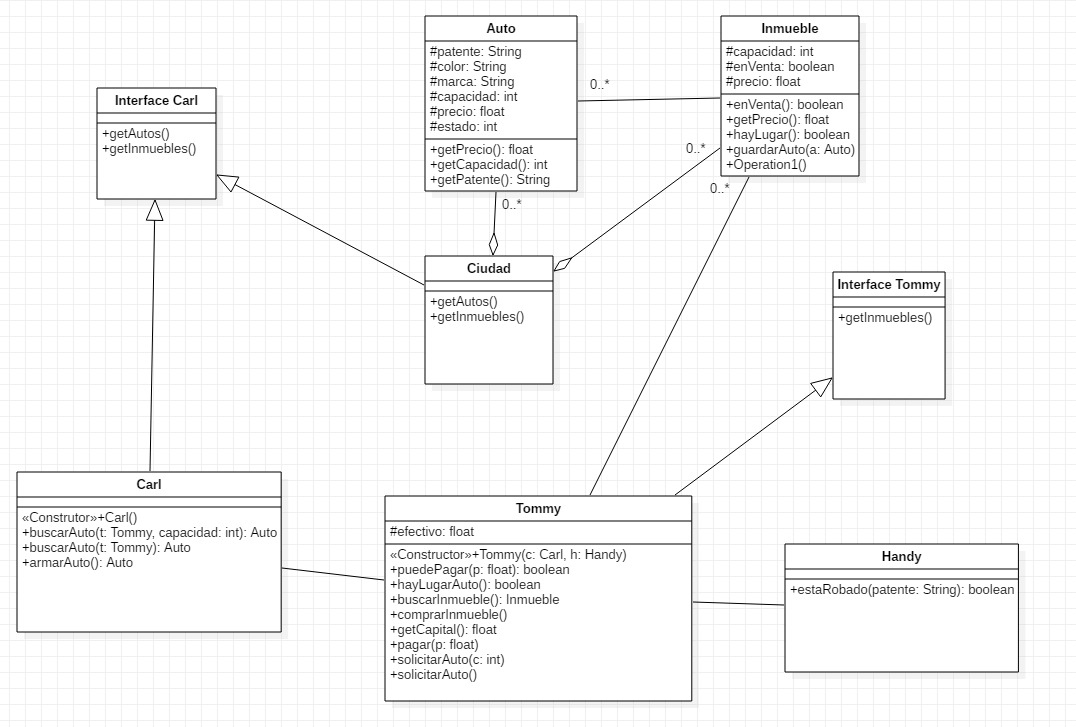 Auto
#patente: String
#color: String
#marca: String
#capacidad: int
#precio: float
#estado: int
+getPrecio(): float
+getCapacidad(): int
+getPatente(): String
0..*
Inmueble
#capacidad: int
#enVenta: boolean
#precio: float
+enVenta(): boolean
+getPrecio(): float
+hayLugar(): boolean
+guardarAuto(a: Auto)
+Operation1()
0..*
0..*
0..*
Interface Carl
+getAutos()
+getInmuebles()
Ciudad
+getAutos()
+getInmuebles()
Interface Tommy
+getInmuebles()
Carl
«Construtor»+Carl()
+buscarAuto(t: Tommy, capacidad: int): Auto
+buscarAuto(t: Tommy): Auto
+armarAuto(): Auto
Tommy
#efectivo: float
«Constructor»+Tommy(c: Carl, h: Handy)
+puedePagar(p: float): boolean
+hayLugarAuto(): boolean
+buscarInmueble(): Inmueble
+comprarInmueble()
+getCapital(): float
+pagar(p: float)
+solicitarAuto(c: int)
+solicitarAuto()
Handy
+estaRobado(patente: String): boolean